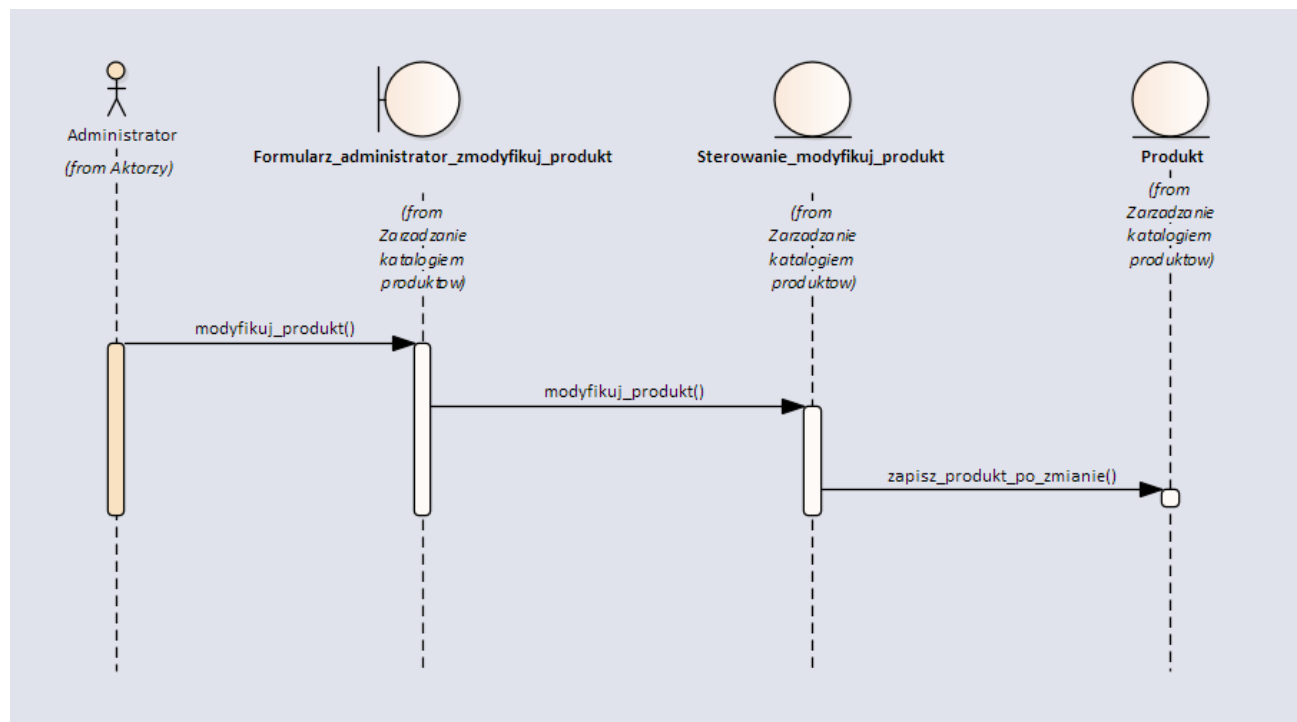 Administrator
(from Aktorzy)
Formularz_administrator_zmodyfikuj_produkt
(from
Zarzadzanie
katalogiem
produktow)
Sterowanie_modyfikuj_produkt
(from
Zarzadzanie
katalogiem
produktow)
Produkt
(from
Zarzadzanie
katalogiem
produktow)
modyfikuj_produkt()
modyfikuj_produkt()
zapisz_produkt_po_zmianie()